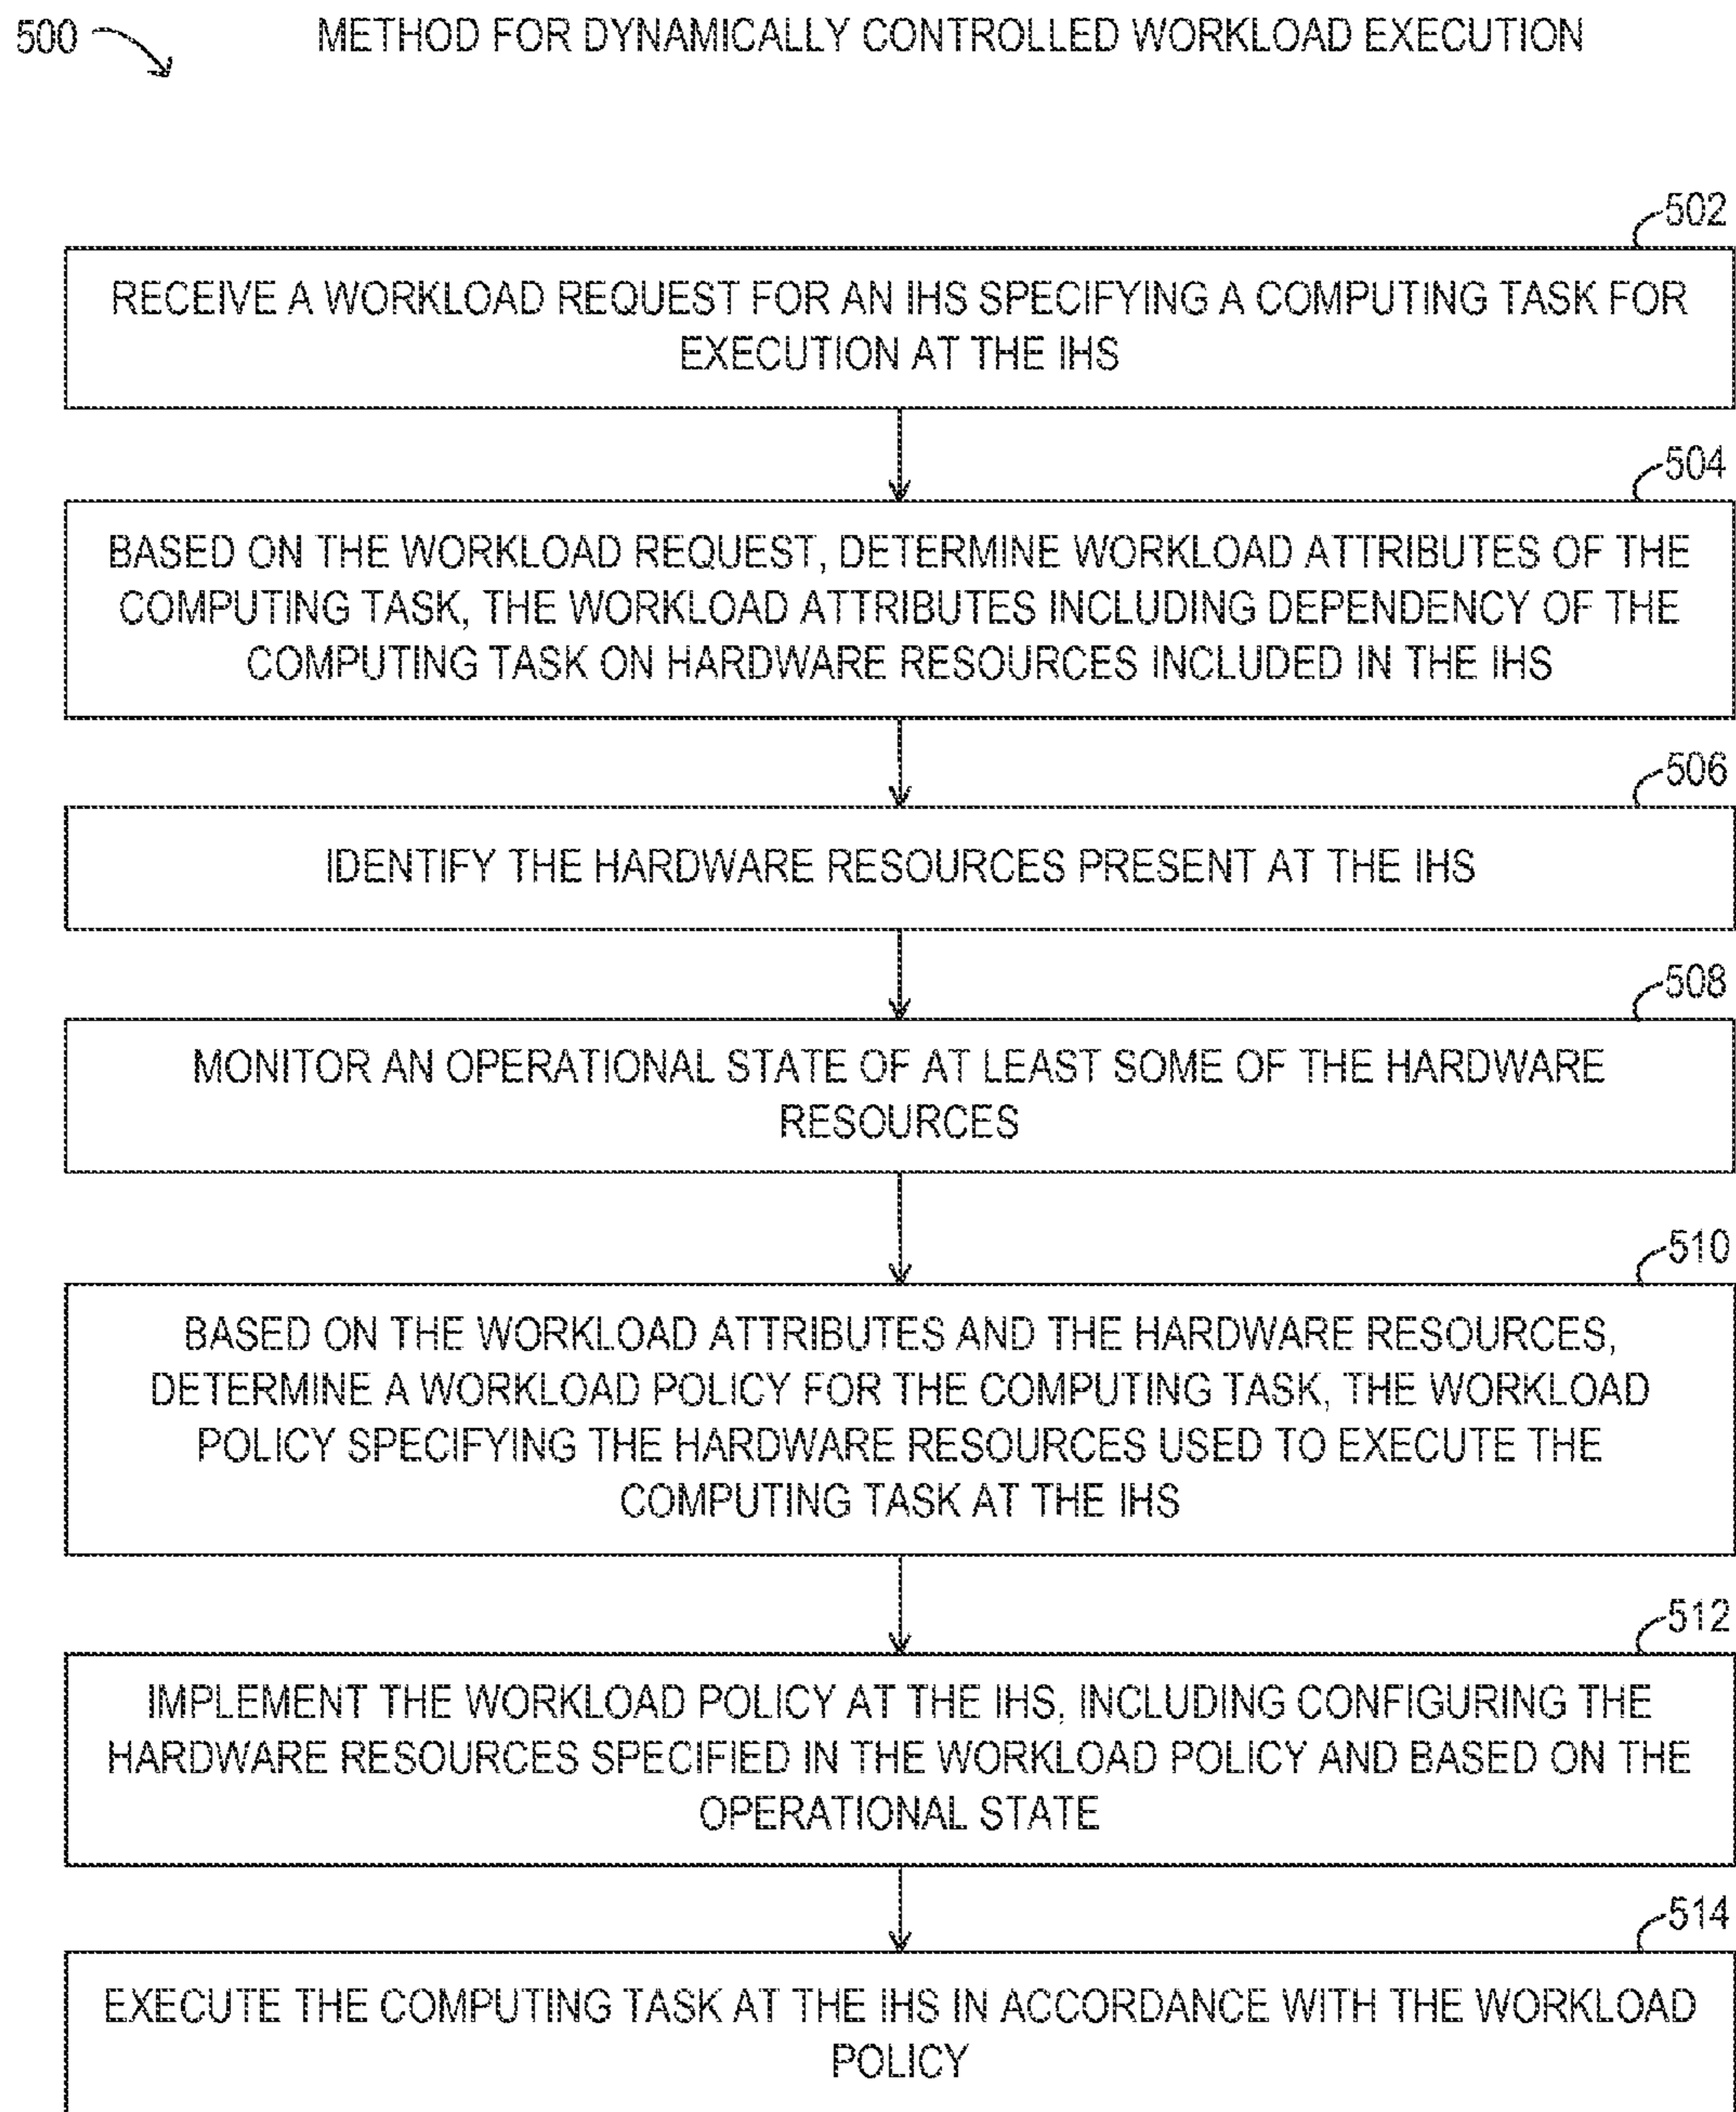 500
METHOD FOR DYNAMICALLY CONTROLLED WORKLOAD EXECUTION
502
RECEIVE A WORKLOAD REQUEST FOR AN IHS SPECIFYING A COMPUTING TASK FOR
EXECUTION AT THE IHS
504
BASED ON THE WORKLOAD REQUEST, DETERMINE WORKLOAD ATTRIBUTES OF THE
COMPUTING TASK, THE WORKLOAD ATTRIBUTES INCLUDING DEPENDENCY OF THE
COMPUTING TASK ON HARDWARE RESOURCES INCLUDED IN THE IHS
506
IDENTIFY THE HARDWARE RESOURCES PRESENT AT THE IHS
508
MONITOR AN OPERATIONAL STATE OF AT LEAST SOME OF THE HARDWARE
RESOURCES
510
BASED ON THE WORKLOAD ATTRIBUTES AND THE HARDWARE RESOURCES,
DETERMINE A WORKLOAD POLICY FOR THE COMPUTING TASK, THE WORKLOAD
POLICY SPECIFYING THE HARDWARE RESOURCES USED TO EXECUTE THE
COMPUTING TASK AT THE IHS
512
IMPLEMENT THE WORKLOAD POLICY AT THE IHS, INCLUDING CONFIGURING THE
HARDWARE RESOURCES SPECIFIED IN THE WORKLOAD POLICY AND BASED ON THE
OPERATIONAL STATE
514
EXECUTE THE COMPUTING TASK AT THE IHS IN ACCORDANCE WITH THE WORKLOAD
POLICY